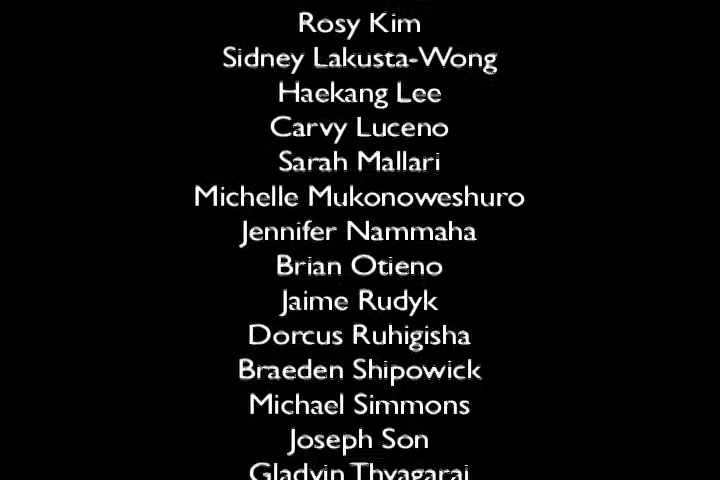 Rosy Kim
Sidney Lakusta-Wong
Haekang Lee
Carvy Luceno
Sarah Mallari
Michelle Mukonoweshuro
Jennifer Nammaha
Brian Otieno
Jaime Rudyk
Dorcus Ruhigisha
Braeden Shipowick
Michael Simmons
Joseph Son
Gladvin